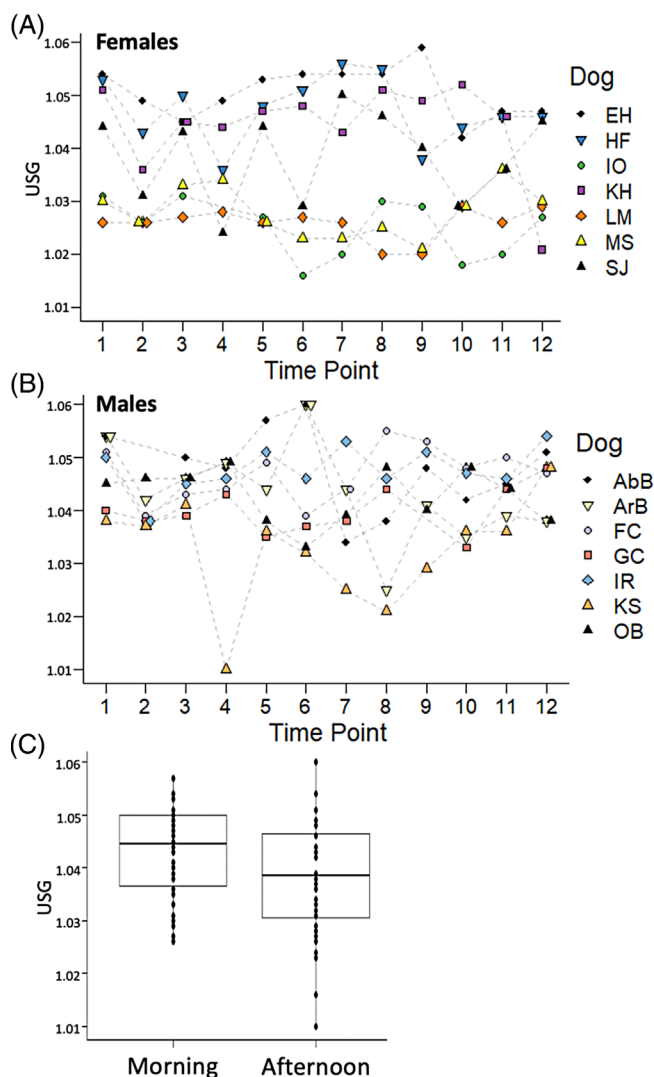 (A)
Females
1.06
1.05
1.04
1.03
1.02
1.01
USG
1 2 3 4 5 6 7 8 9 10 11 12
Time Point
Dog
EH
HF
IO
KH
LM
MS
SJ
(B)
Males
1.06
1.05
1.04
1.03
1.02
1.01
1 2 3 4 5 6 7 8 9 10 11 12
Time Point
Dog
AbB
ArB
FC
GC
IR
KS
OB
(C)
1.06
1.05
1.04
1.03
1.02
1.01
USG
Morning Afternoon